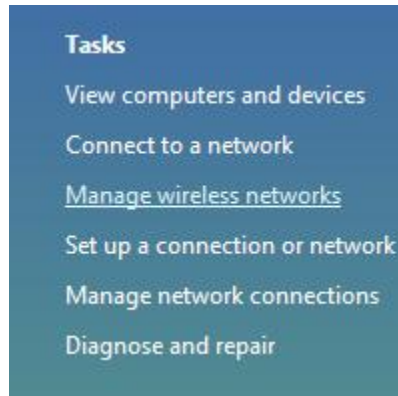 Tasks
View computers and devices
Connect to a network
Manage wireless networks
Set up a connection or network
Manage network connections
Diagnose and repair